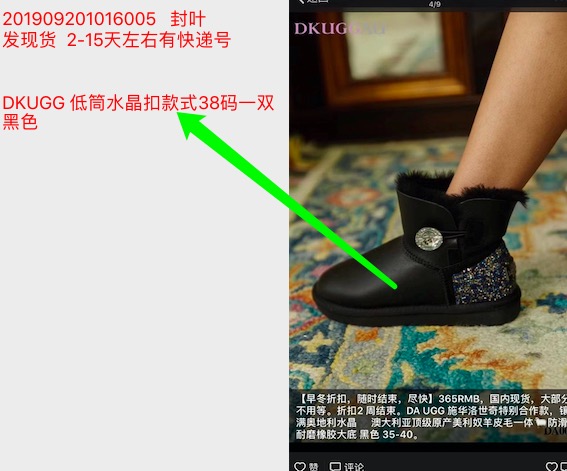 201909201016005 封叶
发现货 2-15天左右有快递号
DKUGG 低筒水晶扣款式38码一双
黑色
4/9
【早冬折扣，随时结束，尽快】365RMB，国内现货，大部分
不用等。折扣2 周结束。DA UGG 施华洛世奇特别合作款，镶
满奥地利水晶 澳大利亚顶级原产美利奴羊皮毛一体 🐑防滑
耐磨橡胶大底 黑色 35-40。
赞 评论